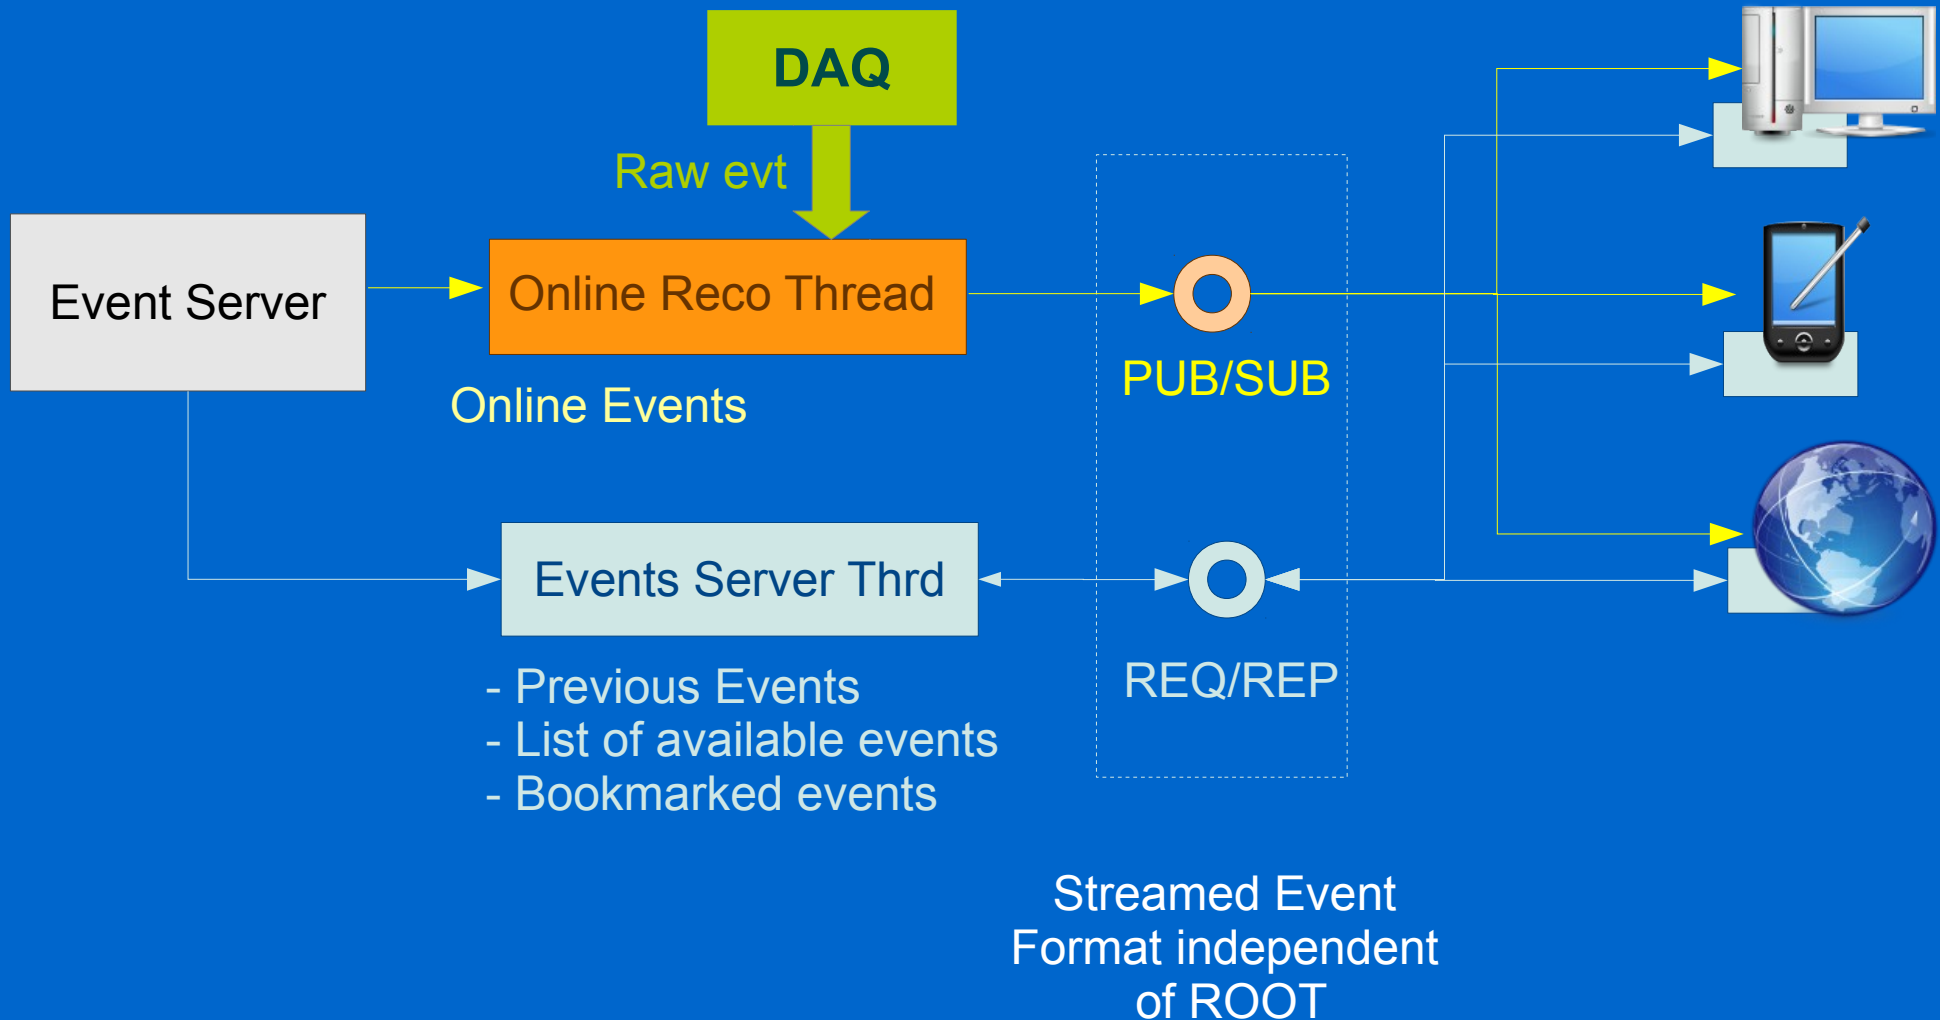 DAQ
Raw evt
Event Server
Online Reco Thread
Online Events
PUB/SUB
Events Server Thrd
REQ/REP
- Previous Events
- List of available events
- Bookmarked events
Streamed Event
Format independent
of ROOT